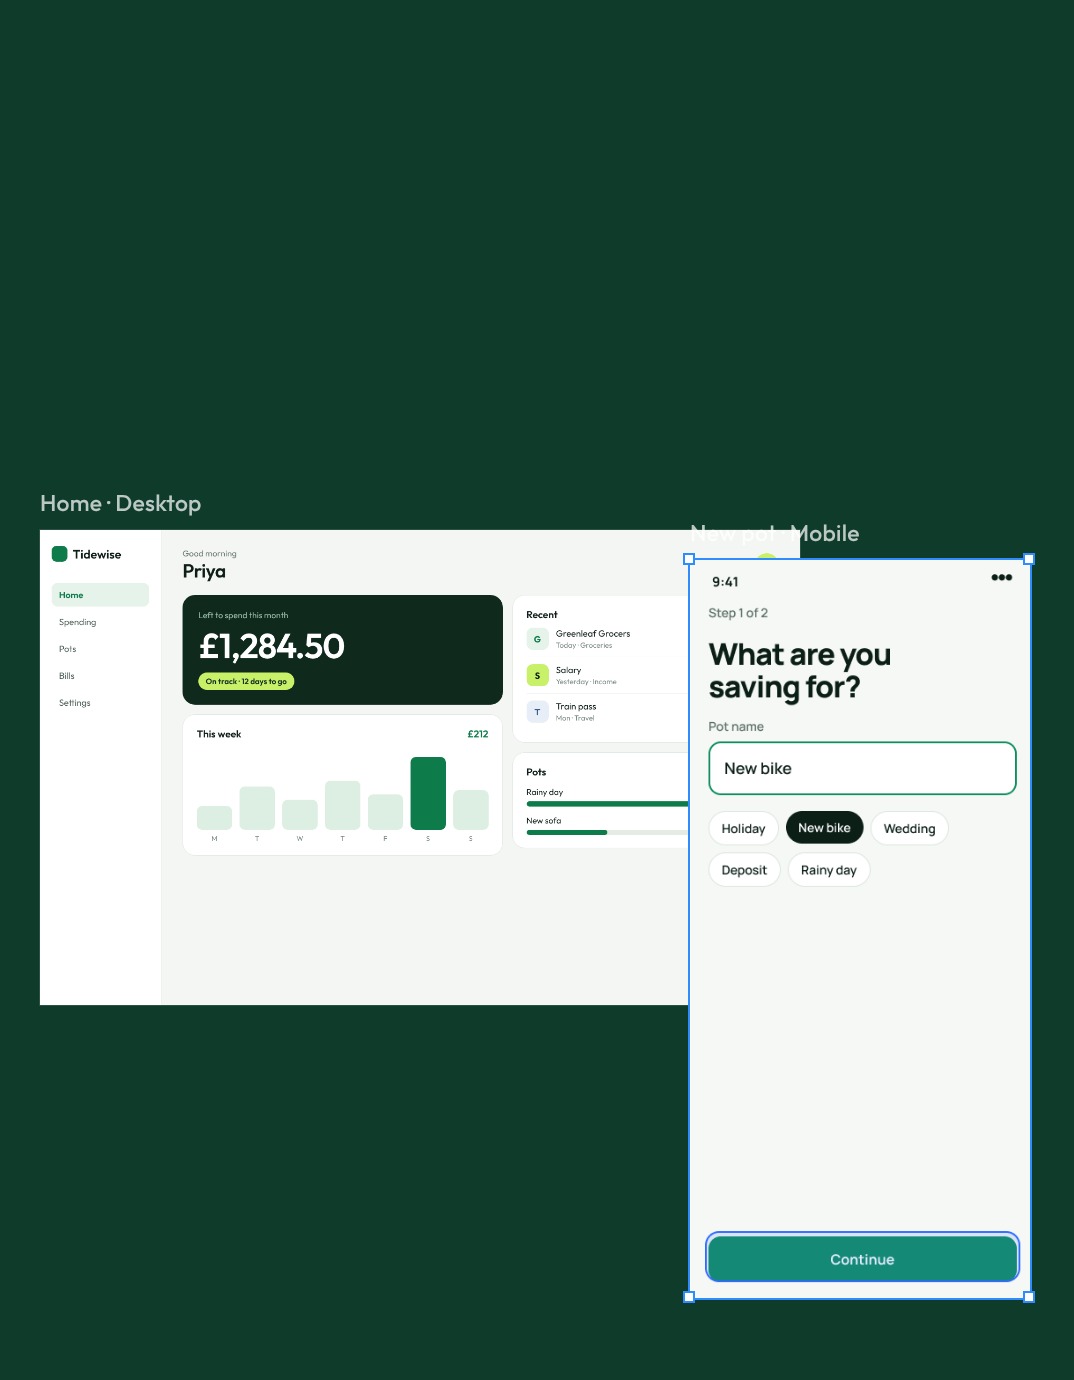 Home · Desktop
Tidewise
Home
Spending
Pots
Bills
Settings
Good morning
Priya
Left to spend this month
£1,284.50
On track · 12 days to go
This week
£212
M T W T F S S
Recent
G
Greenleaf Grocers
Today · Groceries
S
Salary
Yesterday · Income
T
Train pass
Mon · Travel
Pots
Rainy day
New sofa
New pot · Mobile
9:41
Step 1 of 2
What are you
saving for?
Pot name
New bike
Holiday New bike Wedding
Deposit Rainy day
Continue